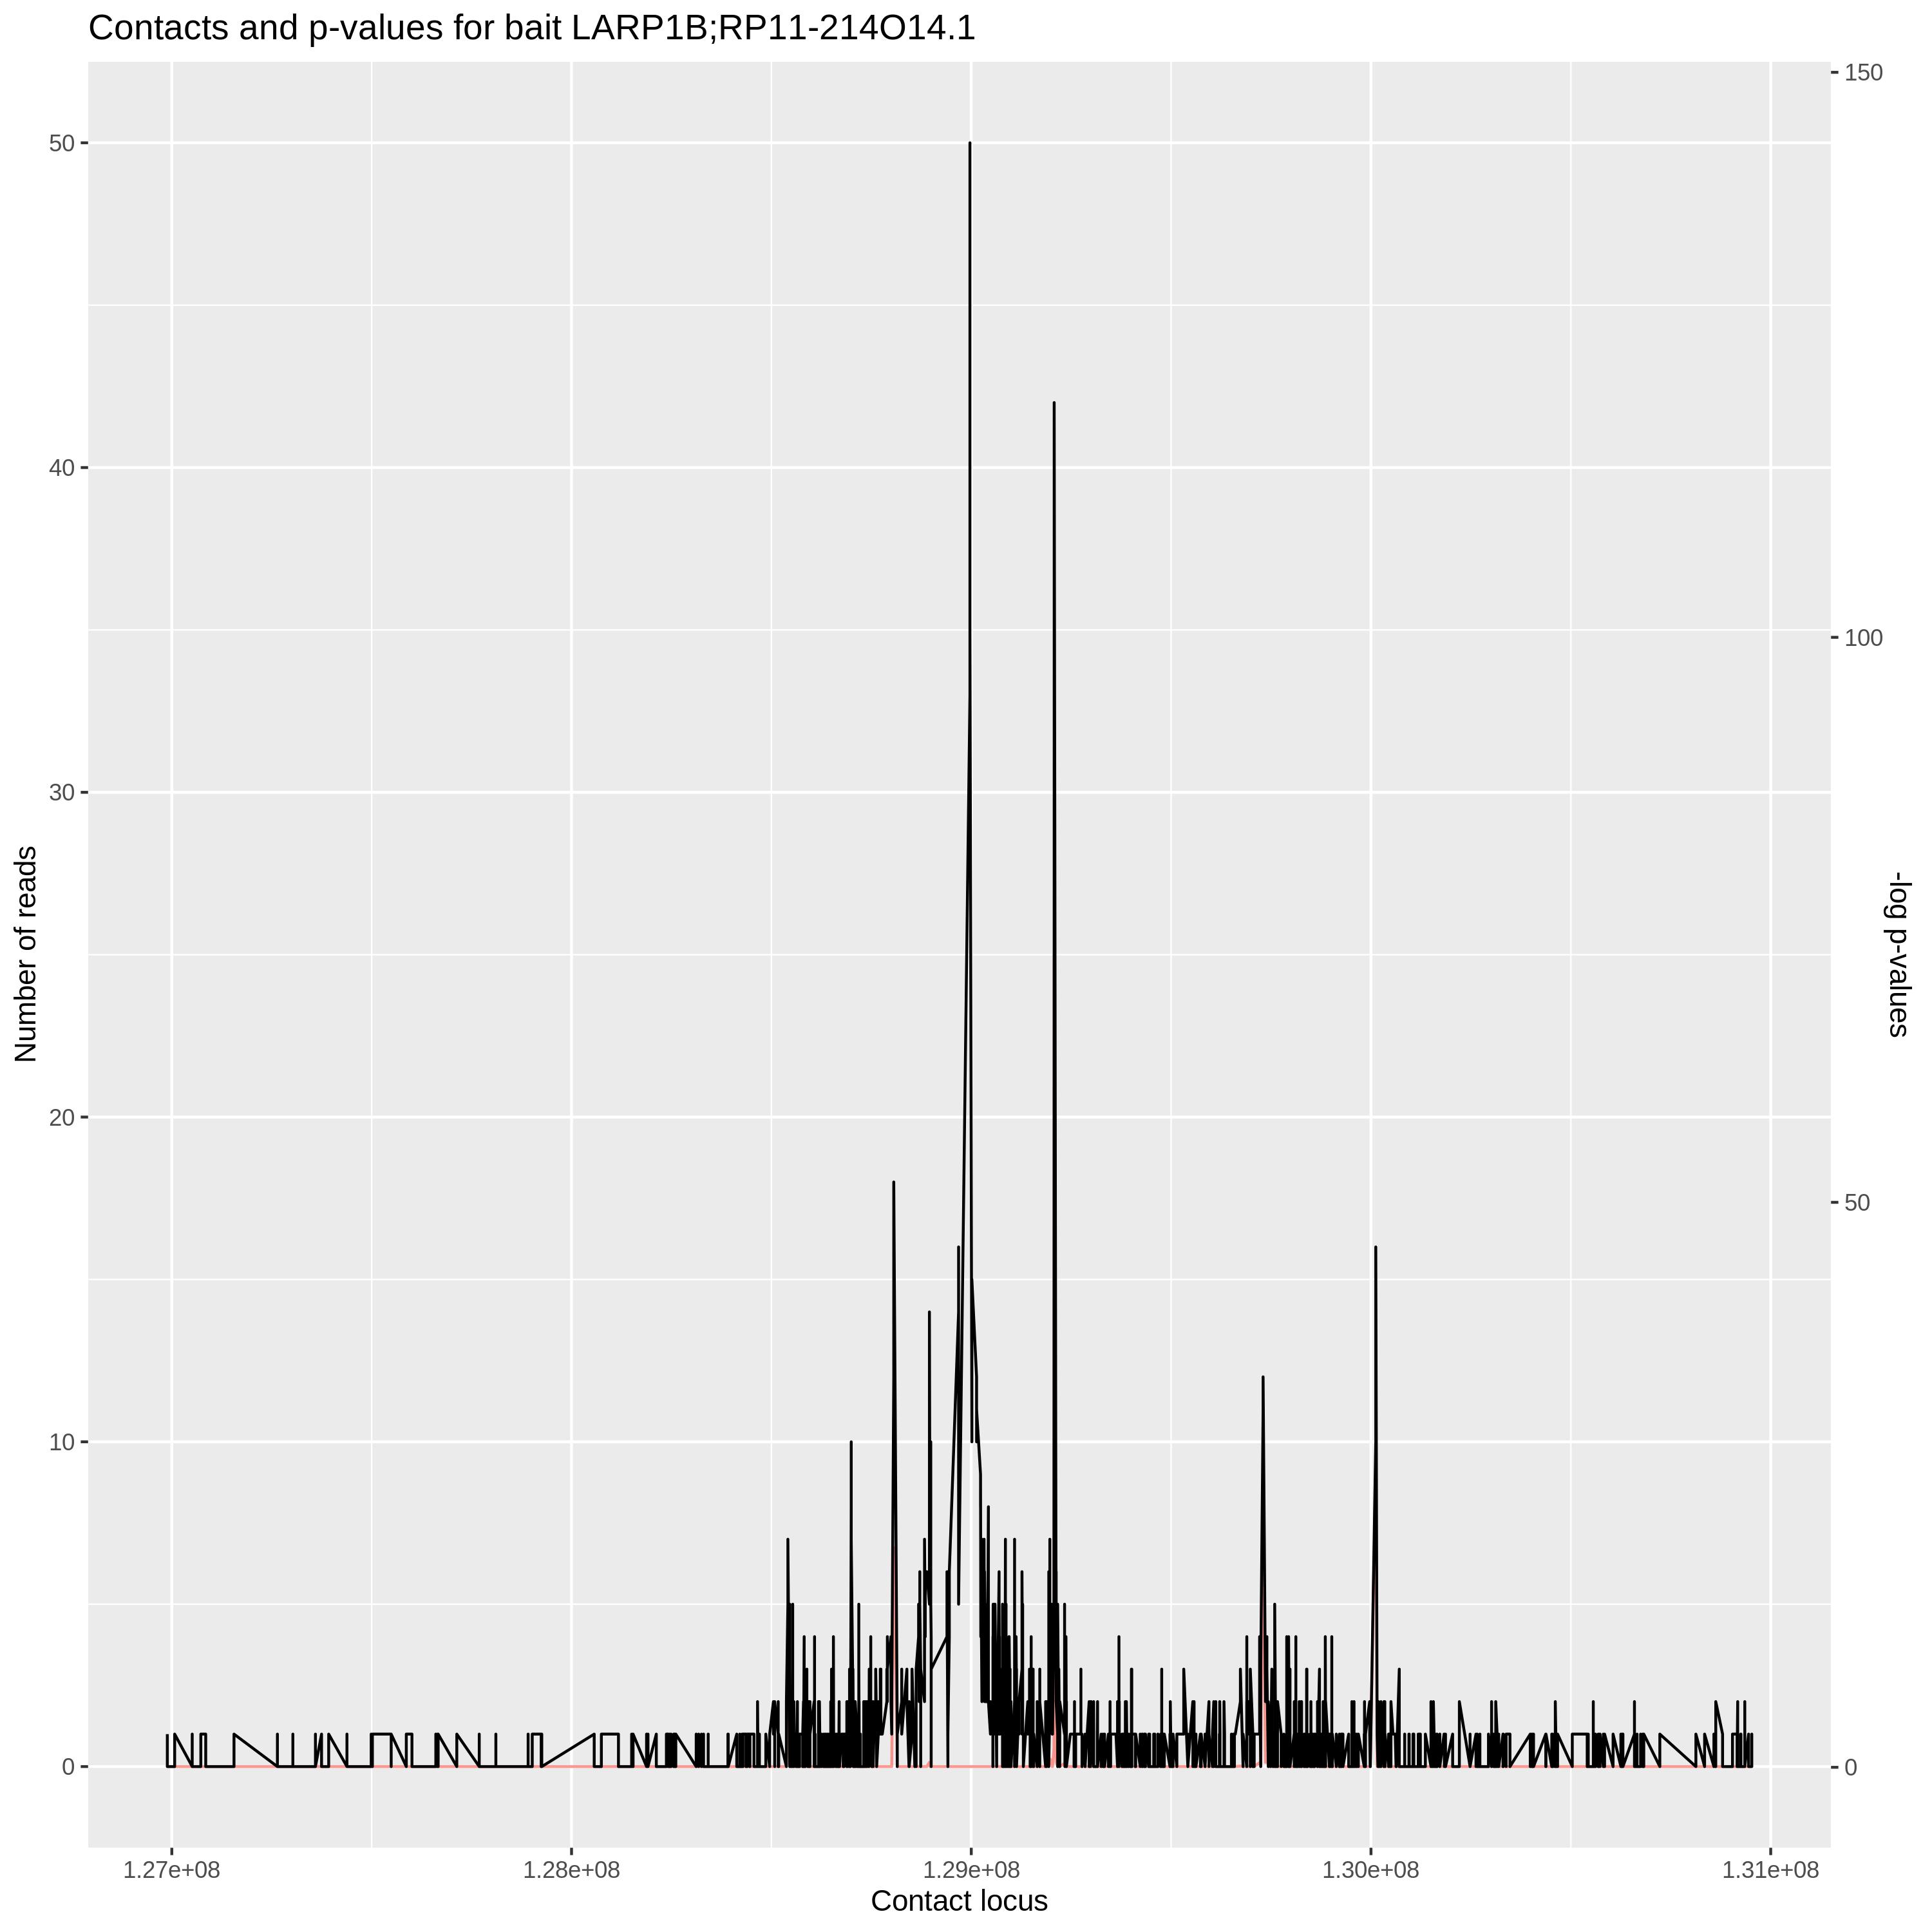 Contacts and p-values for bait LARP1B;RP11-214O14.1
150
50
40
100
30
Number of reads
-log p-values
20
50
10
0
0
1.27e+08
1.28e+08
1.29e+08
1.30e+08
1.31e+08
Contact locus